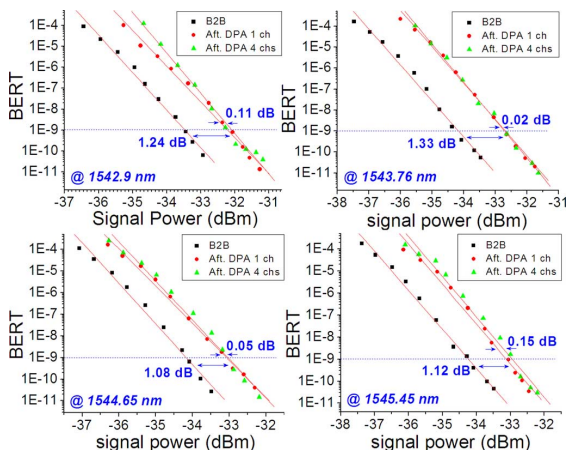 1E-4
1E-5
1E-6
1E-7
1E-8
1E-9
1E-10
1E-11
BERT
B2B
Aft. DPA 1 ch
Aft. DPA 4 chs
0.11 dB
1.24 dB
@ 1542.9 nm
-37 -36 -35 -34 -33 -32 -31
Signal Power (dBm)
1E-4
1E-5
1E-6
1E-7
1E-8
1E-9
1E-10
1E-11
BERT
B2B
Aft. DPA 1 ch
Aft. DPA 4 chs
0.02 dB
1.33 dB
@ 1543.76 nm
-38 -37 -36 -35 -34 -33 -32 -31
signal power (dBm)
1E-4
1E-5
1E-6
1E-7
1E-8
1E-9
1E-10
1E-11
BERT
B2B
Aft. DPA 1 ch
Aft. DPA 4 chs
0.05 dB
1.08 dB
@ 1544.65 nm
-37 -36 -35 -34 -33 -32
signal power (dBm)
1E-4
1E-5
1E-6
1E-7
1E-8
1E-9
1E-10
1E-11
BERT
B2B
Aft. DPA 1 ch
Aft. DPA 4 chs
0.15 dB
1.12 dB
@ 1545.45 nm
-38 -37 -36 -35 -34 -33 -32
signal power (dBm)